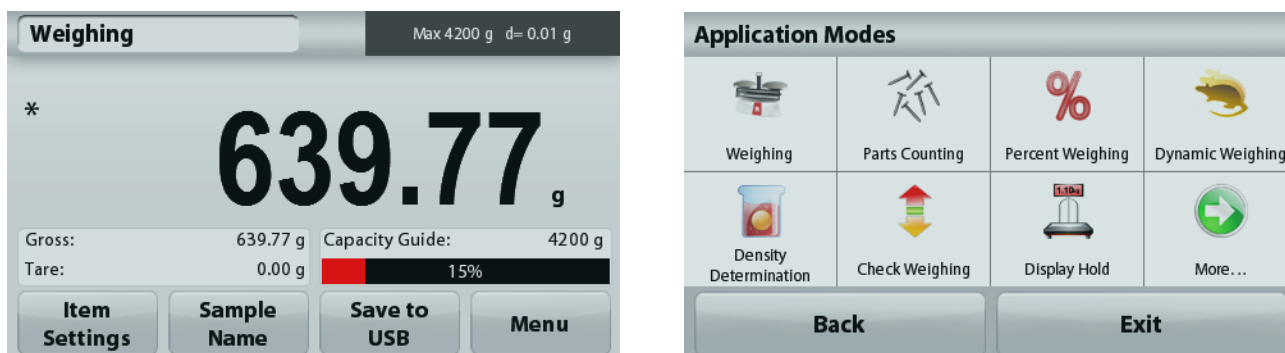 Weighing
Max 4200 g d= 0.01 g
*
639.77 g
Gross: 639.77 g Capacity Guide: 4200 g
Tare: 0.00 g 15%
Item Settings
Sample Name
Save to USB
Menu
Application Modes
%
Weighing
Parts Counting
Percent Weighing
Dynamic Weighing
1.10kg
Density
Determination
Check Weighing
Display Hold
More...
Back
Exit